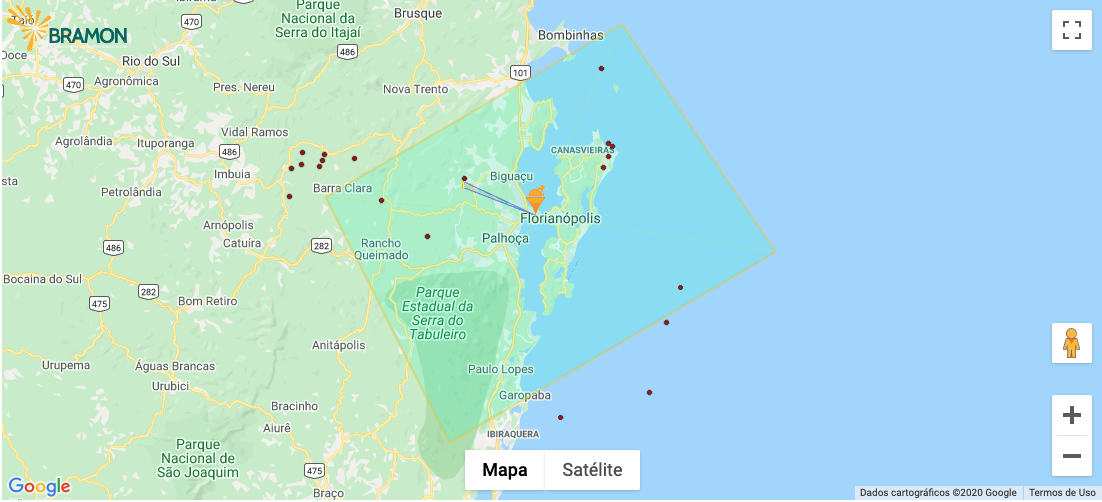 BRAMON
Taió
Parque
Nacional da
Serra do Itajaí
Brusque
Bombinhas
470
486
101
Doce
Rio do Sul
470
Agronômica
Pres. Nereu
Nova Trento
Vidal Ramos
Agrolândia
Ituporanga
486
CANASVIEIRAS
Imbuia
Biguaçu
Petrolândia
Barra Clara
Florianópolis
Arnópolis
Catuíra
282
Rancho
Queimado
Palhoça
486
Bocaina do Sul
282
475
Bom Retiro
Parque
Estadual da
Serra do
Tabuleiro
Anitápolis
Urupema
Águas Brancas
Urubici
Paulo Lopes
Garopaba
Bracinho
Aiurê
IBIRAQUERA
Parque
Nacional de
São Joaquim
475
Mapa
Satélite
Google
Braço
Dados cartográficos ©2020 Google
Termos de Uso